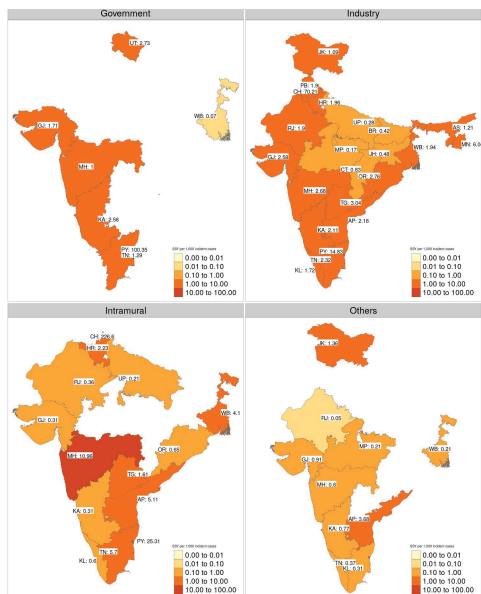 Government
UT: 2.73
WB: 0.07
GJ: 1.71
MH: 1
KA: 2.56
PY: 100.35
TN: 1.29
SSY per 1,000 incident cases
0.00 to 0.01
0.01 to 0.10
0.10 to 1.00
1.00 to 10.00
10.00 to 100.00
Industry
JK: 1.09
PB: 1.9
CH: 70.21
HR: 1.96
UP: 0.28
RJ: 1.9
BR: 0.42
AS: 1.21
MP: 0.17
JH: 0.48
WB: 1.94
GJ: 2.58
CT: 0.83
OR: 2.76
MH: 2.68
TG: 3.04
AP: 2.16
KA: 2.11
PY: 14.83
TN: 2.32
KL: 1.72
SSY per 1,000 incident cases
0.00 to 0.01
0.01 to 0.10
0.10 to 1.00
1.00 to 10.00
10.00 to 100.00
Intramural
HR: 2.23
RJ: 0.36
UP: 0.21
WB: 4.1
GJ: 0.31
OR: 0.65
MH: 10.96
TG: 1.61
AP: 5.11
KA: 0.31
PY: 25.31
TN: 5.7
KL: 0.6
SSY per 1,000 incident cases
0.00 to 0.01
0.01 to 0.10
0.10 to 1.00
1.00 to 10.00
10.00 to 100.00
Others
JK: 1.36
RJ: 0.05
MP: 0.21
WB: 0.21
GJ: 0.91
MH: 0.6
AP: 3.68
KA: 0.77
TN: 0.37
KL: 0.31
SSY per 1,000 incident cases
0.00 to 0.01
0.01 to 0.10
0.10 to 1.00
1.00 to 10.00
10.00 to 100.00